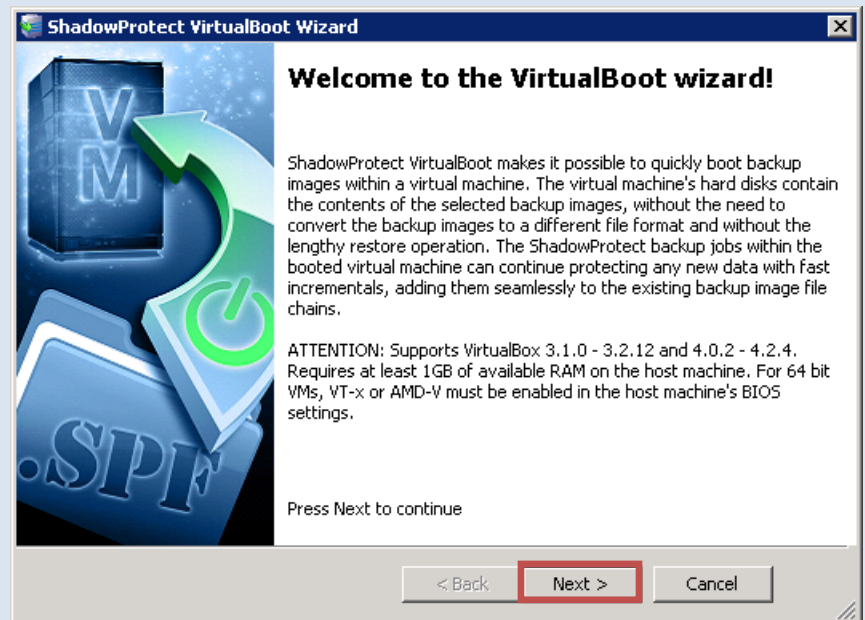 ShadowProtect VirtualBoot Wizard
Welcome to the VirtualBoot wizard!
VM
ShadowProtect VirtualBoot makes it possible to quickly boot backup
images within a virtual machine. The virtual machine's hard disks contain
the contents of the selected backup images, without the need to
convert the backup images to a different file format and without the
lengthy restore operation. The ShadowProtect backup jobs within the
booted virtual machine can continue protecting any new data with fast
incrementals, adding them seamlessly to the existing backup image file
chains.
ATTENTION: Supports VirtualBox 3.1.0 - 3.2.12 and 4.0.2 - 4.2.4.
Requires at least 1GB of available RAM on the host machine. For 64 bit
VMs, VT-x or AMD-V must be enabled in the host machine's BIOS
settings.
.SPF
Press Next to continue
< Back Next > Cancel